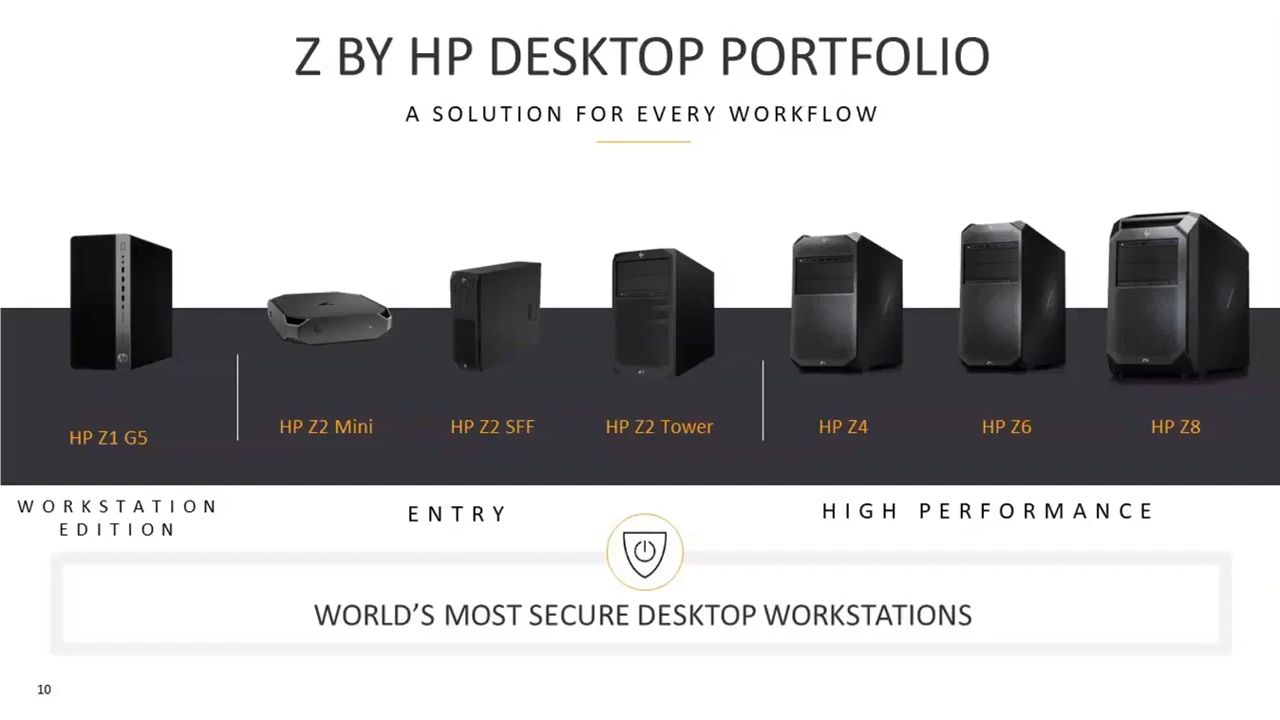 Z BY HP DESKTOP PORTFOLIO
A SOLUTION FOR EVERY WORKFLOW
HP Z1 G5
HP Z2 Mini
HP Z2 SFF
HP Z2 Tower
HP Z4
HP Z6
HP Z8
WORKSTATION
EDITION
ENTRY
HIGH PERFORMANCE
WORLD’S MOST SECURE DESKTOP WORKSTATIONS
10